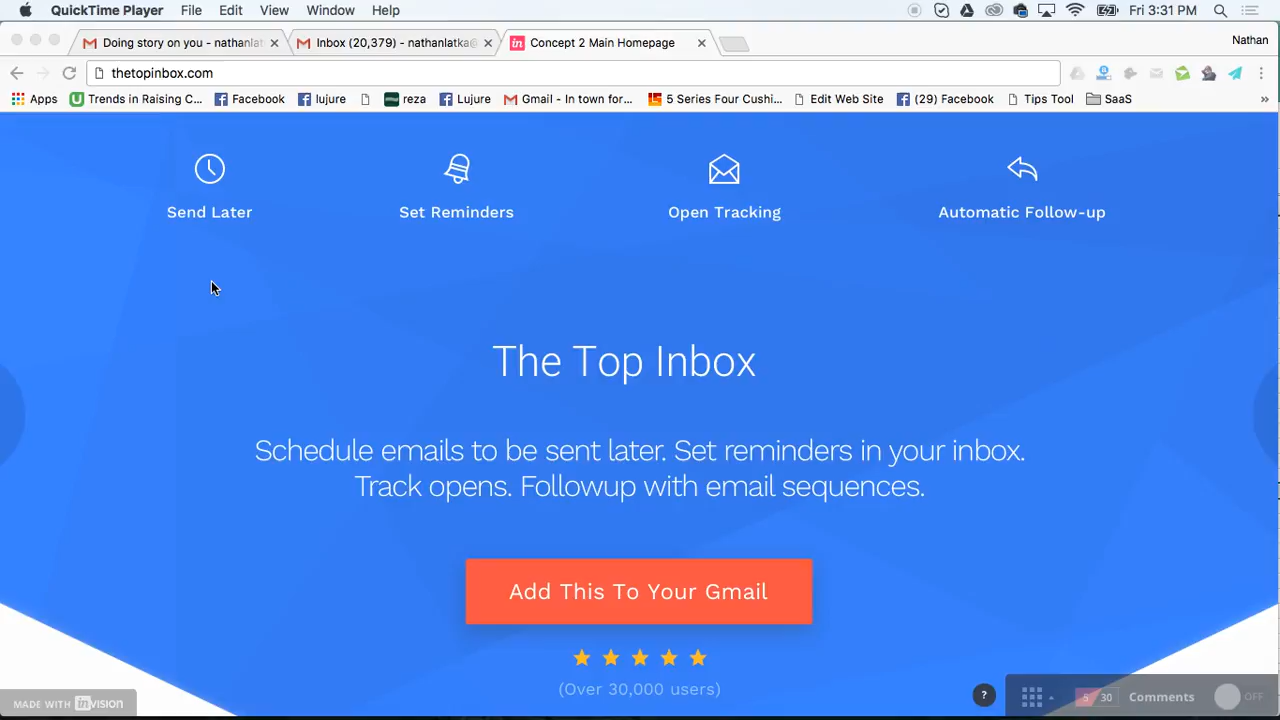 QuickTime Player File Edit View Window Help Fri 3:31 PM
Doing story on you - nathanlat Inbox (20,379) - nathanlatka@ in Concept 2 Main Homepage Nathan
thetopinbox.com
Apps Trends in Raising C... Facebook lujure reza Lujure Gmail - In town for... 5 Series Four Cushi... Edit Web Site (29) Facebook Tips Tool SaaS »
Send Later Set Reminders Open Tracking Automatic Follow-up
The Top Inbox
Schedule emails to be sent later. Set reminders in your inbox.
Track opens. Followup with email sequences.
Add This To Your Gmail
(Over 30,000 users)
MADE WITH inVISION ? 5 30 Comments OFF